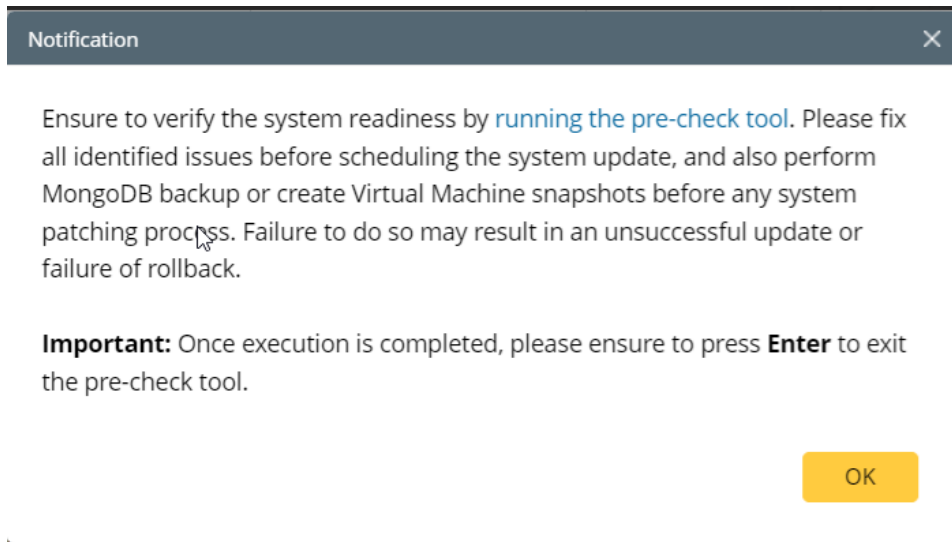 Notification
Ensure to verify the system readiness by running the pre-check tool. Please fix
all identified issues before scheduling the system update, and also perform
MongoDB backup or create Virtual Machine snapshots before any system
patching process. Failure to do so may result in an unsuccessful update or
failure of rollback.
Important: Once execution is completed, please ensure to press Enter to exit
the pre-check tool.
OK